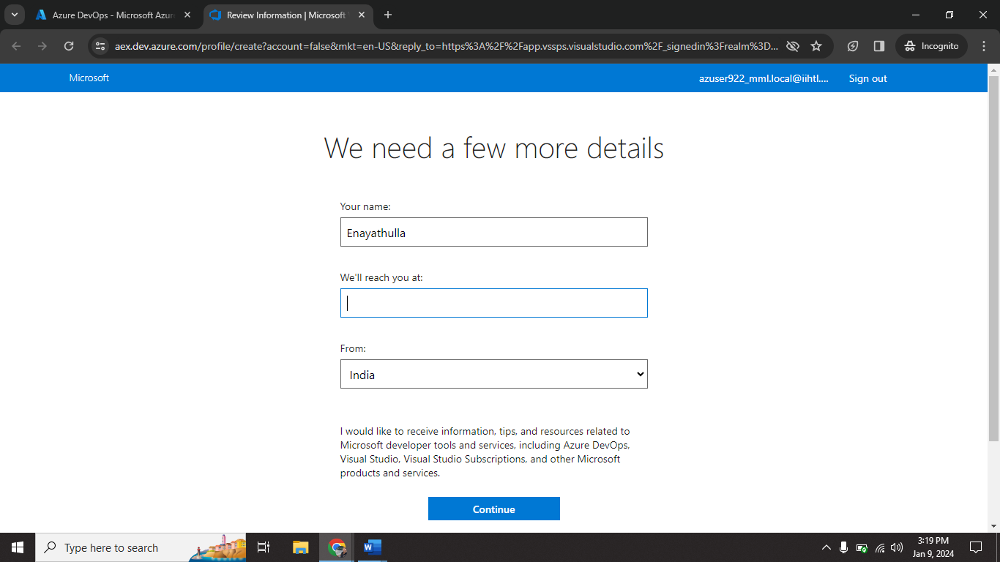 Azure DevOps - Microsoft Azur
Review Information | Microsoft
aex.dev.azure.com/profile/create?account=false&mkt=en-US&reply_to=https%3A%2F%2Fapp.vssps.visualstudio.com%2F_signedin%3Frealm%3D...
Incognito
Microsoft
azuser922_mml.local@iihtl....
Sign out
We need a few more details
Your name:
Enayathulla
We'll reach you at:
From:
India
I would like to receive information, tips, and resources related to
Microsoft developer tools and services, including Azure DevOps,
Visual Studio, Visual Studio Subscriptions, and other Microsoft
products and services.
Continue
Type here to search
3:19 PM
Jan 9, 2024